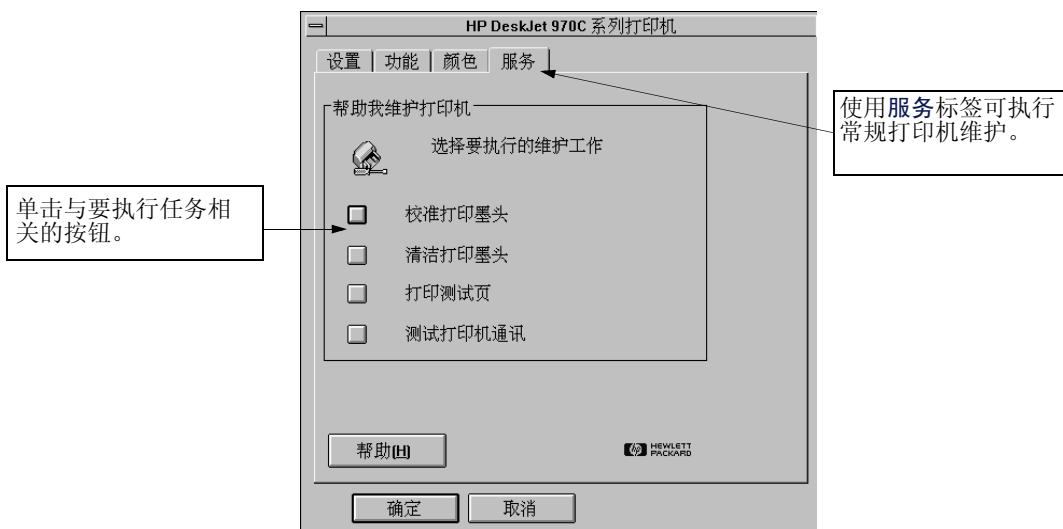 HP DeskJet 970C 系列打印机
设置 功能 颜色 服务
帮助我维护打印机
选择要执行的维护工作
校准打印墨头
清洁打印墨头
打印测试页
测试打印机通讯
帮助(H)
HEWLETT
PACKARD
确定 取消
单击与要执行任务相
关的按钮。
使用服务标签可执行
常规打印机维护。